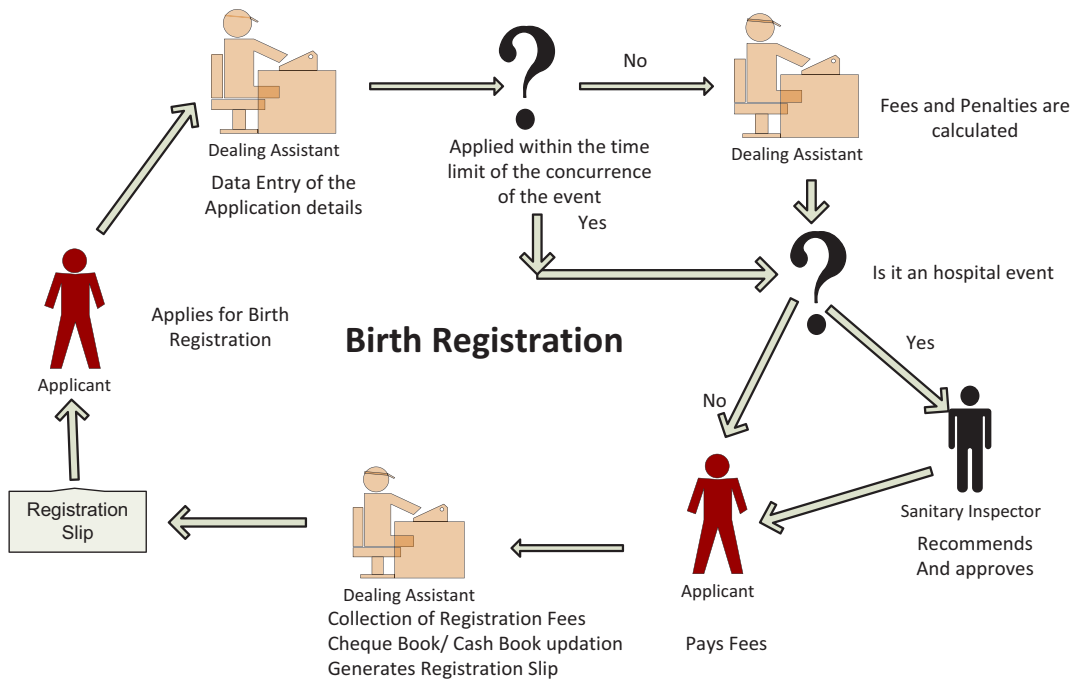 No
Fees and Penalties are
calculated
Dealing Assistant
Data Entry of the
Application details
Applied within the time
limit of the concurrence
of the event
Yes
Dealing Assistant
Is it an hospital event
Applies for Birth
Registration
Birth Registration
Applicant
Yes
No
Registration
Slip
Sanitary Inspector
Recommends
And approves
Dealing Assistant
Collection of Registration Fees
Cheque Book/ Cash Book updation
Generates Registration Slip
Applicant
Pays Fees